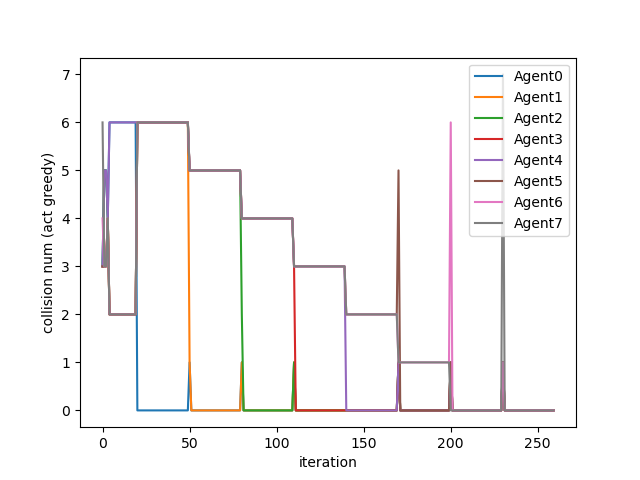 7
6
5
4
3
2
1
0
collision num (act greedy)
0
50
100
150
200
250
iteration
Agent0
Agent1
Agent2
Agent3
Agent4
Agent5
Agent6
Agent7